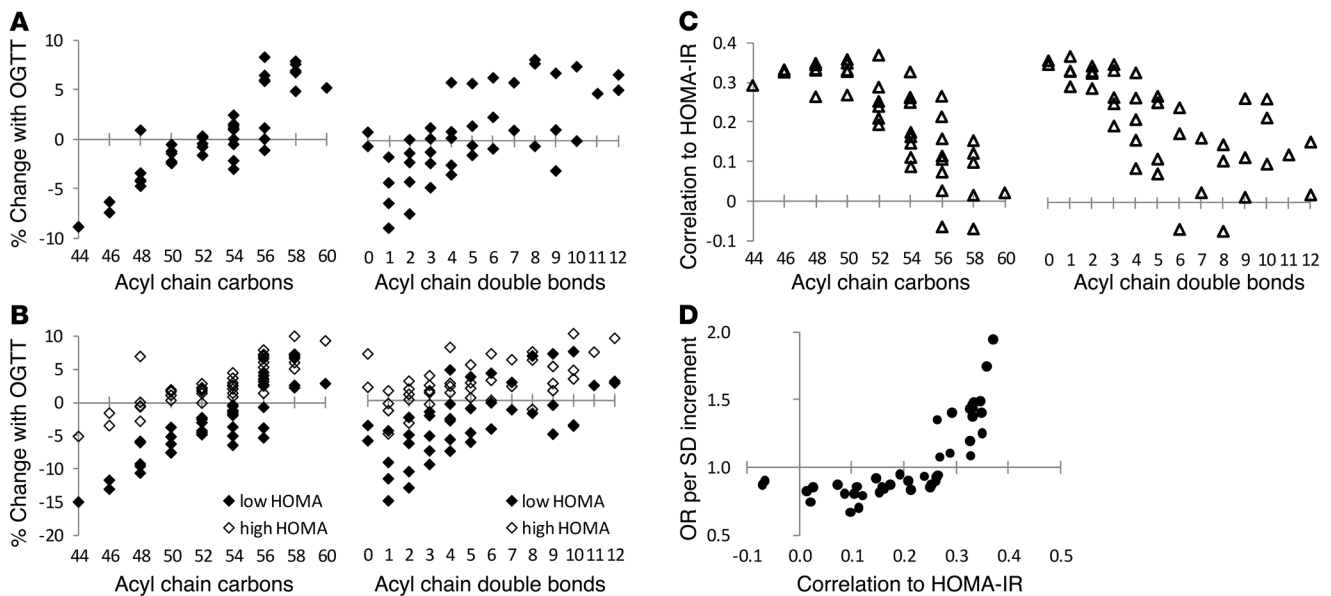 A
% Change with OGTT
10
5
0
-5
-10
44 46 48 50 52 54 56 58 60
Acyl chain carbons
0 1 2 3 4 5 6 7 8 9 10 11 12
Acyl chain double bonds
B
% Change with OGTT
10
5
0
-5
-10
-15
-20
low HOMA
high HOMA
44 46 48 50 52 54 56 58 60
Acyl chain carbons
low HOMA
high HOMA
0 1 2 3 4 5 6 7 8 9 10 11 12
Acyl chain double bonds
C
Correlation to HOMA-IR
0.4
0.3
0.2
0.1
0
-0.1
44 46 48 50 52 54 56 58 60
Acyl chain carbons
0 1 2 3 4 5 6 7 8 9 10 11 12
Acyl chain double bonds
D
OR per SD increment
2.0
1.5
1.0
0.5
-0.1 0.0 0.1 0.2 0.3 0.4 0.5
Correlation to HOMA-IR